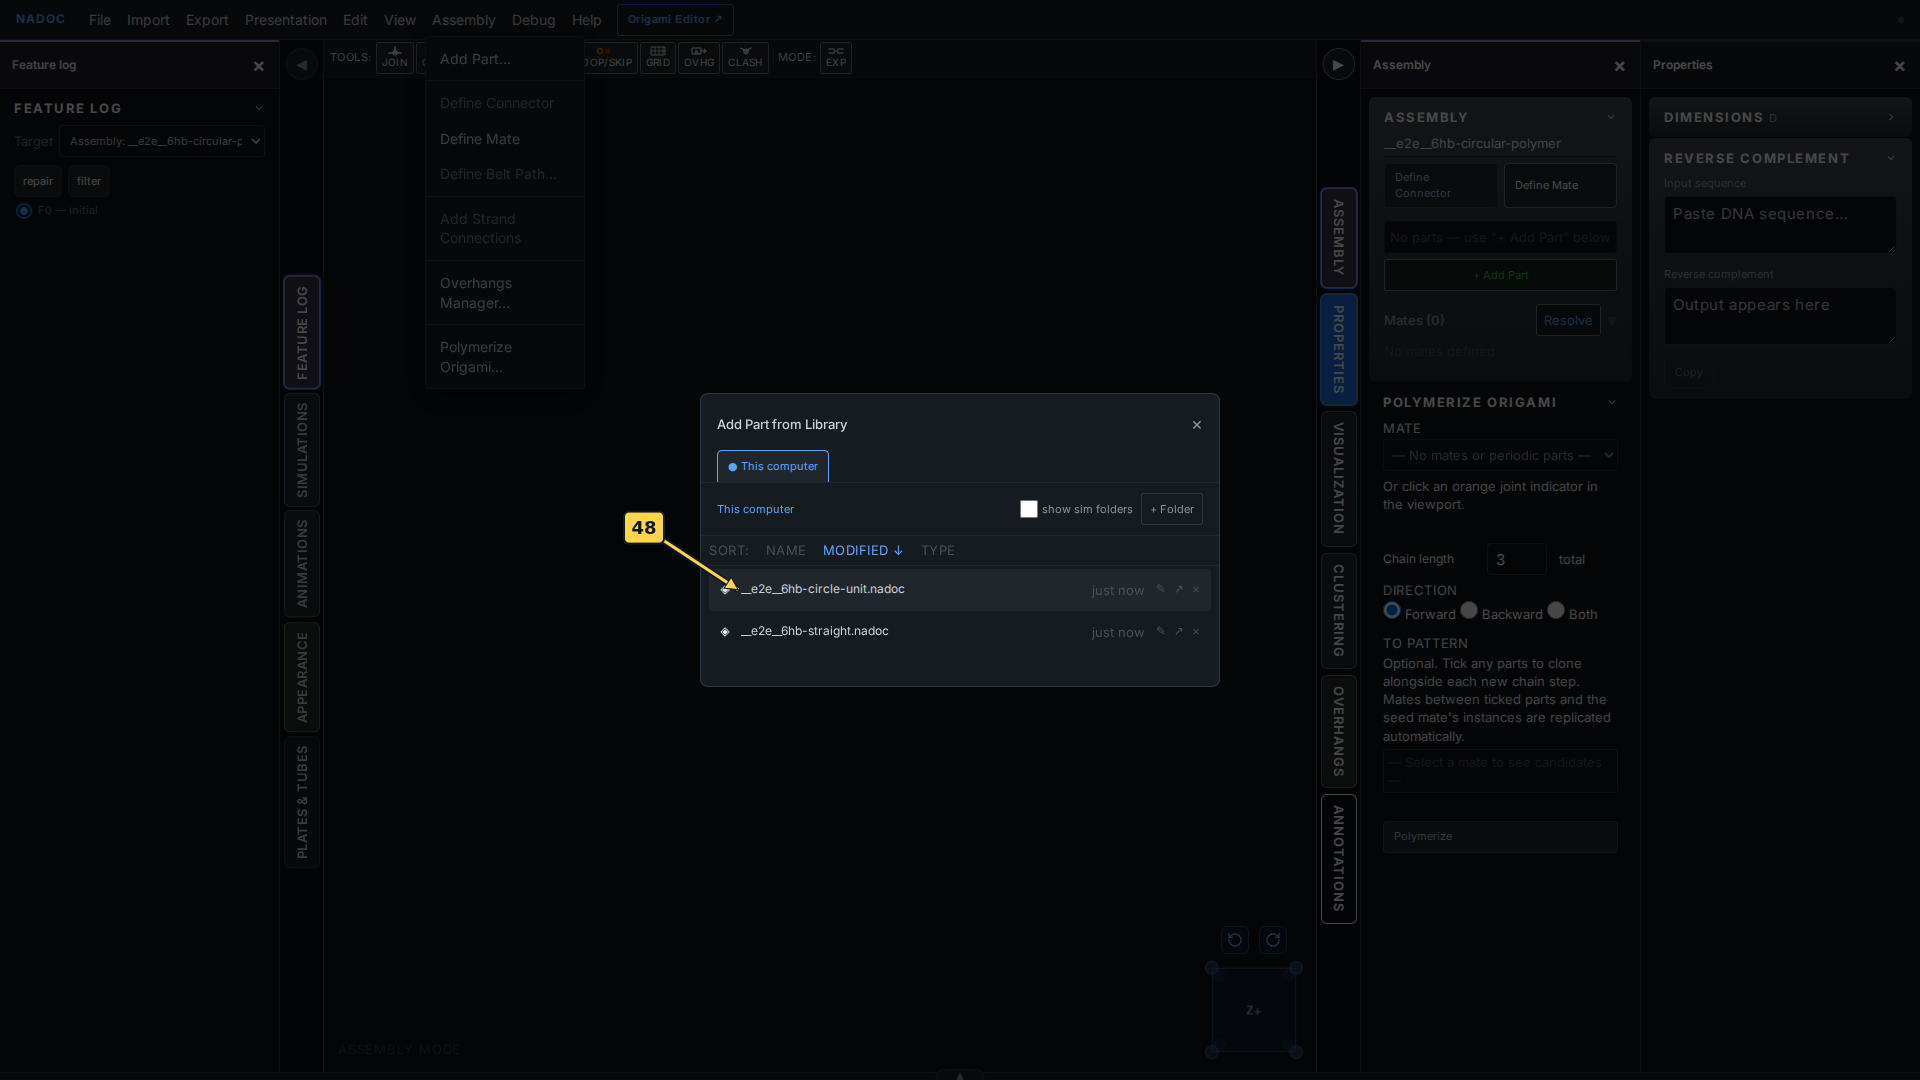 NADOC File Import Export Presentation Edit View Assembly Debug Help Origami Editor ↗
Feature log ×
FEATURE LOG
Target Assembly: __e2e__6hb-circular-p
repair filter
F0 — initial
FEATURE LOG
SIMULATIONS
ANIMATIONS
APPEARANCE
PLATES & TUBES
TOOLS: JOIN OOP/SKIP GRID OVHG CLASH MODE: EXP
Add Part...
Define Connector
Define Mate
Define Belt Path...
Add Strand
Connections
Overhangs
Manager...
Polymerize
Origami...
48
Add Part from Library ×
This computer
This computer show sim folders + Folder
SORT: NAME MODIFIED ↓ TYPE
__e2e__6hb-circle-unit.nadoc just now ✎ ↗ ×
__e2e__6hb-straight.nadoc just now ✎ ↗ ×
ASSEMBLY MODE
Z+
ASSEMBLY
PROPERTIES
VISUALIZATION
CLUSTERING
OVERHANGS
ANNOTATIONS
Assembly ×
ASSEMBLY
__e2e__6hb-circular-polymer
Define
Connector
Define Mate
No parts — use "+ Add Part" below
+ Add Part
Mates (0) Resolve
No mates defined
POLYMERIZE ORIGAMI
MATE
— No mates or periodic parts —
Or click an orange joint indicator in
the viewport.
Chain length 3 total
DIRECTION
Forward Backward Both
TO PATTERN
Optional. Tick any parts to clone
alongside each new chain step.
Mates between ticked parts and the
seed mate's instances are replicated
automatically.
— Select a mate to see candidates
—
Polymerize
Properties ×
DIMENSIONS D
REVERSE COMPLEMENT
Input sequence
Paste DNA sequence...
Reverse complement
Output appears here
Copy